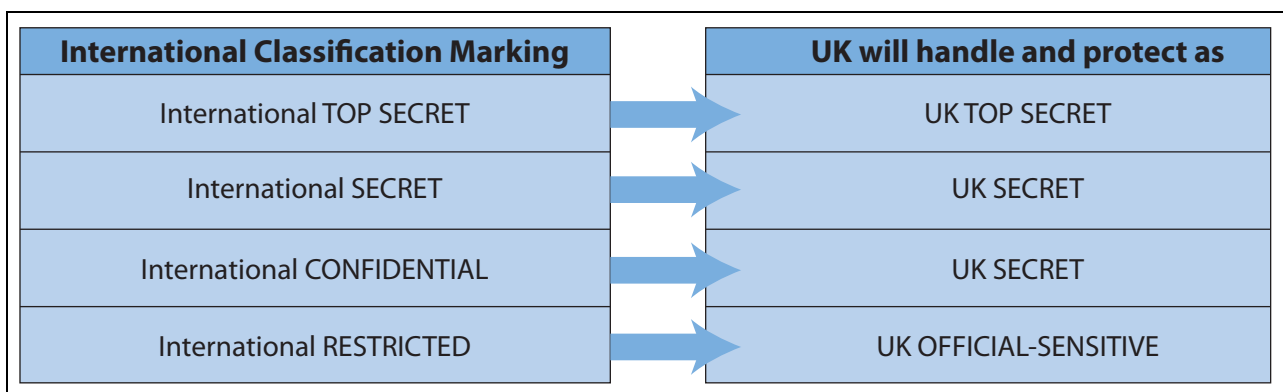 International Classification Marking UK will handle and protect as
International TOP SECRET UK TOP SECRET
International SECRET UK SECRET
International CONFIDENTIAL UK SECRET
International RESTRICTED UK OFFICIAL-SENSITIVE